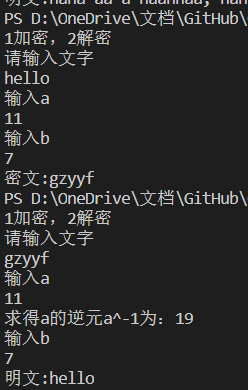 PS D:\OneDrive\文档\GitHub\
1加密，2解密
请输入文字
hello
输入a
11
输入b
7
密文:gzyyf
PS D:\OneDrive\文档\GitHub\
1加密，2解密
请输入文字
gzyyf
输入a
11
求得a的逆元a^-1为：19
输入b
7
明文:hello